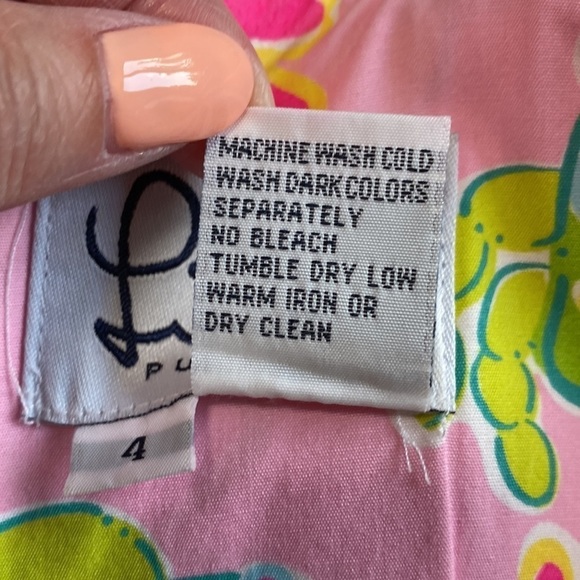 MACHINE WASH COLD
WASH DARK COLORS
SEPARATELY
NO BLEACH
TUMBLE DRY LOW
WARM IRON OR
DRY CLEAN
4